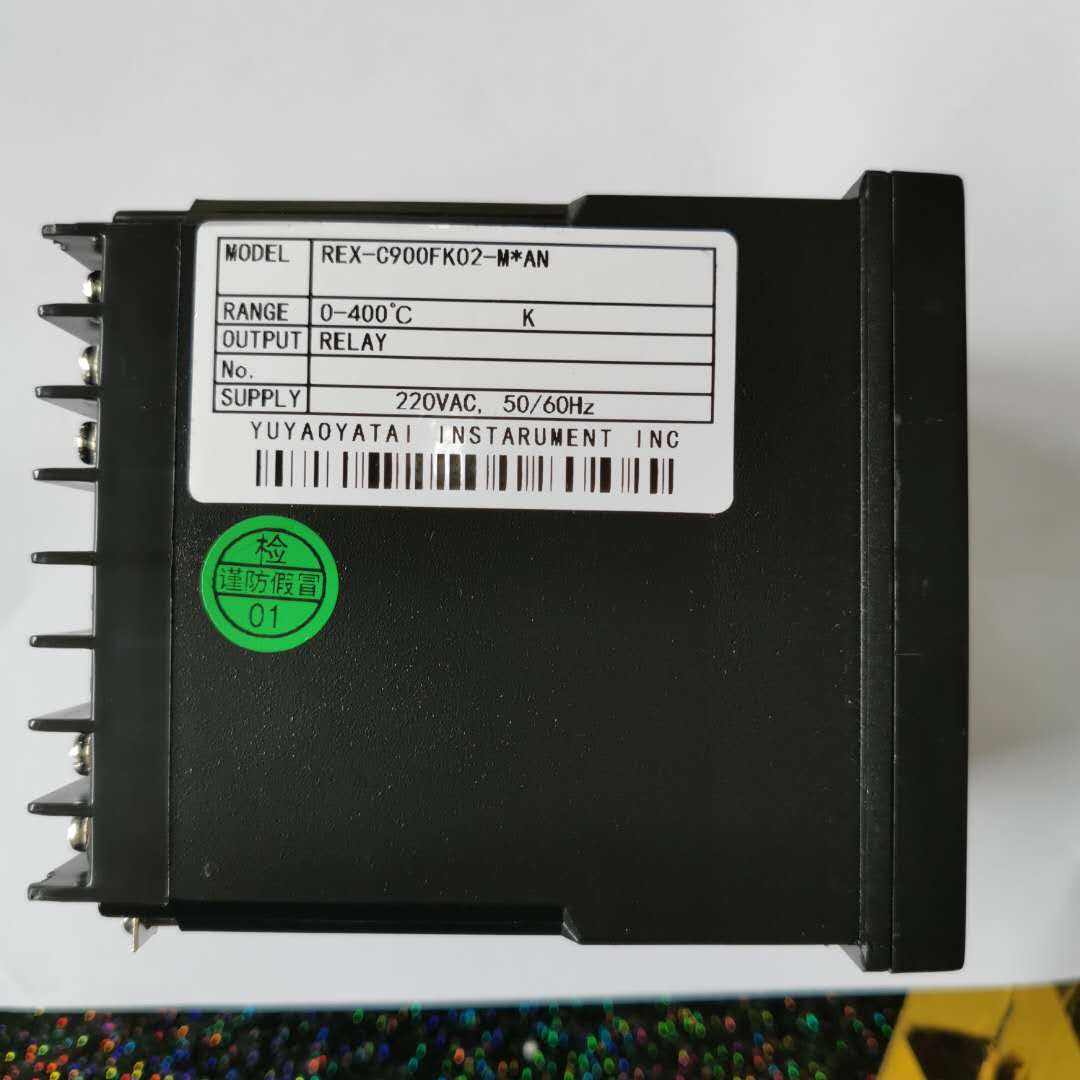 MODEL REX-C900FK02-M*AN
RANGE 0-400℃ K
OUTPUT RELAY
No.
SUPPLY 220VAC, 50/60Hz
YUYAOYATAI INSTARUMENT INC
检
谨防假冒
01